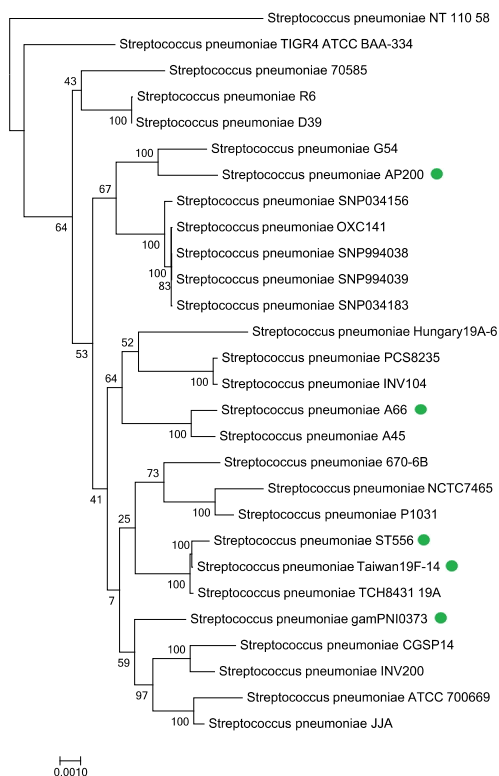 Streptococcus pneumoniae NT 110 58
Streptococcus pneumoniae TIGR4 ATCC BAA-334
Streptococcus pneumoniae 70585
43
Streptococcus pneumoniae R6
100
Streptococcus pneumoniae D39
Streptococcus pneumoniae G54
100
Streptococcus pneumoniae AP200
67
Streptococcus pneumoniae SNP034156
64
Streptococcus pneumoniae OXC141
100
Streptococcus pneumoniae SNP994038
100
Streptococcus pneumoniae SNP994039
83
Streptococcus pneumoniae SNP034183
Streptococcus pneumoniae Hungary19A-6
52
53
Streptococcus pneumoniae PCS8235
64
100
Streptococcus pneumoniae INV104
Streptococcus pneumoniae A66
100
Streptococcus pneumoniae A45
Streptococcus pneumoniae 670-6B
73
Streptococcus pneumoniae NCTC7465
41
100
Streptococcus pneumoniae P1031
25
Streptococcus pneumoniae ST556
100
Streptococcus pneumoniae Taiwan19F-14
100
Streptococcus pneumoniae TCH8431 19A
7
Streptococcus pneumoniae gamPNI0373
Streptococcus pneumoniae CGSP14
100
59
Streptococcus pneumoniae INV200
97
Streptococcus pneumoniae ATCC 700669
100
Streptococcus pneumoniae JJA
0.0010